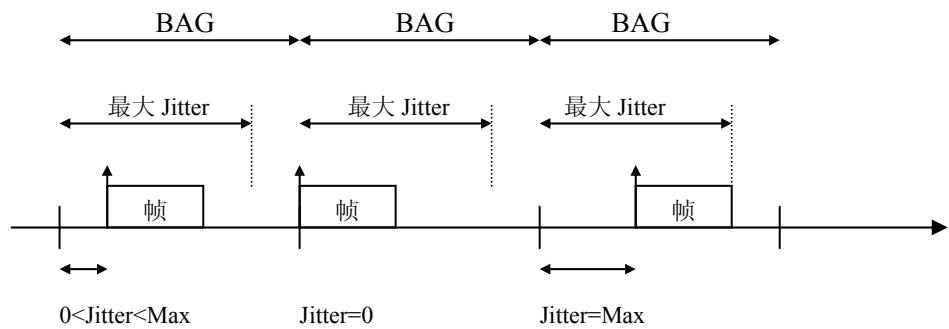 BAG BAG BAG
最大 Jitter 最大 Jitter 最大 Jitter
帧 帧 帧
0<Jitter<Max Jitter=0 Jitter=Max